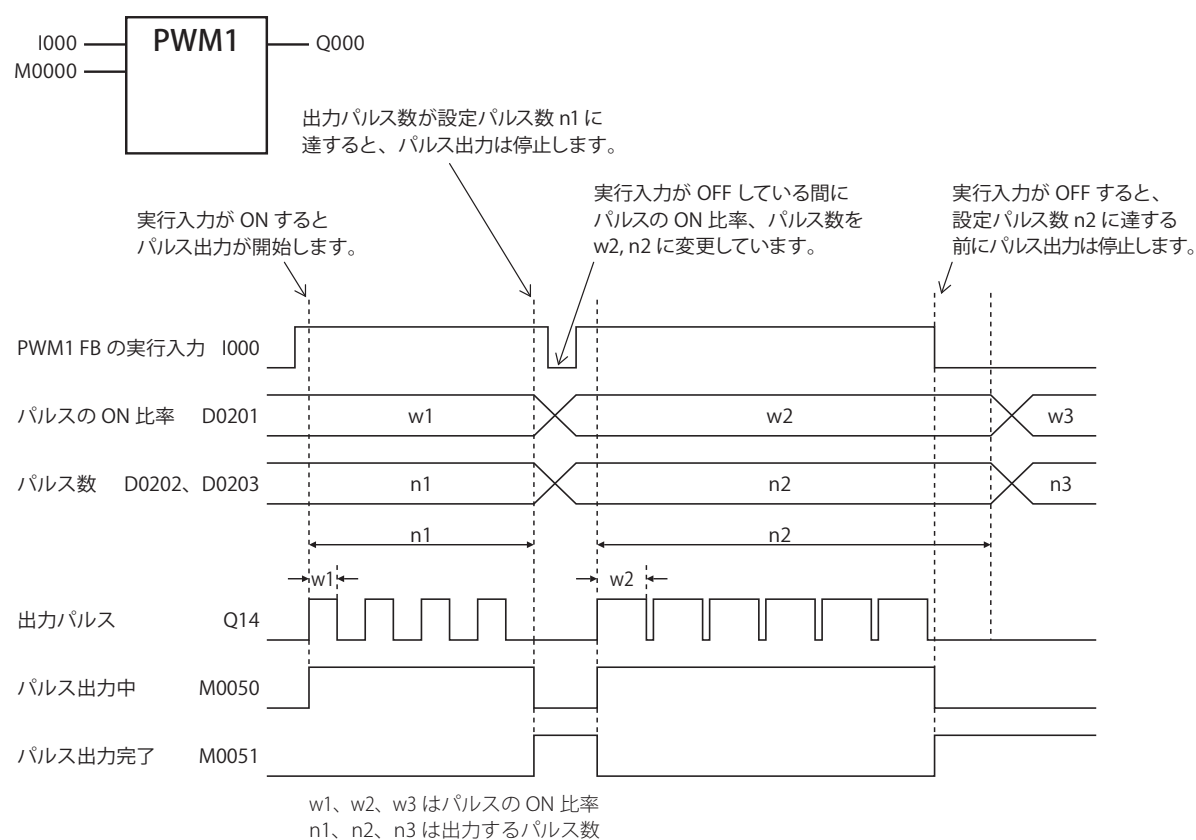 PWM1
I000
Q000
M0000
出力パルス数が設定パルス数 n1 に
達すると、パルス出力は停止します。
実行入力が ON すると
パルス出力が開始します。
実行入力が OFF している間に
パルスの ON 比率、パルス数を
w2, n2 に変更しています。
実行入力が OFF すると、
設定パルス数 n2 に達する
前にパルス出力は停止します。
PWM1 FB の実行入力 I000
パルスの ON 比率 D0201 w1 w2 w3
パルス数 D0202、D0203 n1 n2 n3
n1 n2
w1 w2
出力パルス Q14
パルス出力中 M0050
パルス出力完了 M0051
w1、w2、w3 はパルスの ON 比率
n1、n2、n3 は出力するパルス数